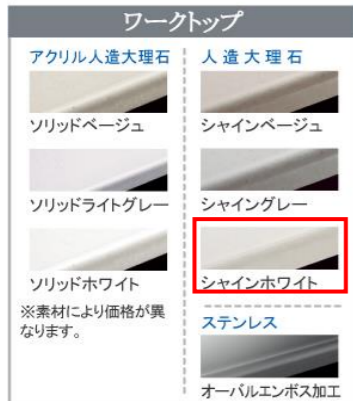 ワークトップ
アクリル人造大理石
ソリッドベージュ
ソリッドライトグレー
ソリッドホワイト
※素材により価格が異
なります。
人造大理石
シャインベージュ
シャイングレー
シャインホワイト
ステンレス
オーバルエンボス加工